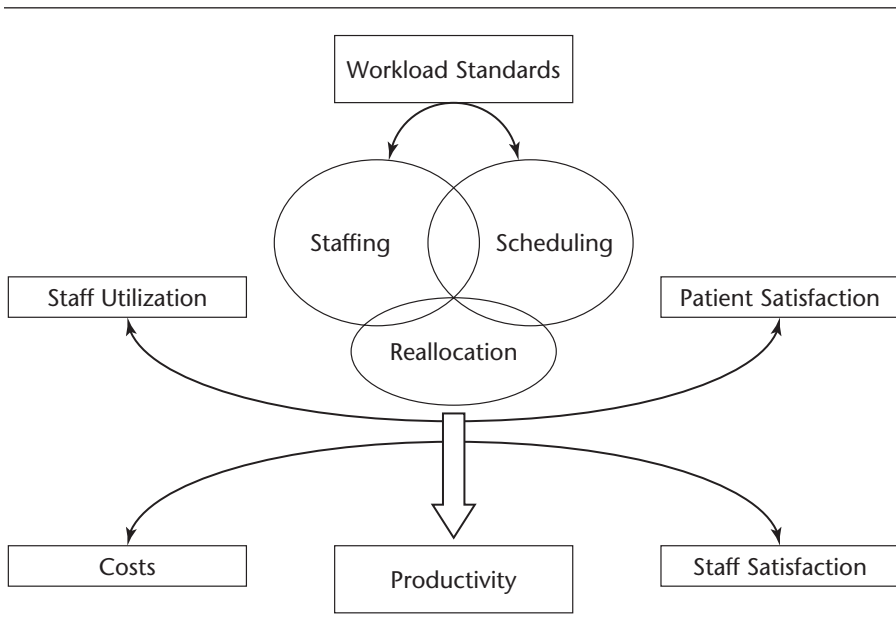 Workload Standards
Staffing
Scheduling
Staff Utilization
Patient Satisfaction
Reallocation
Costs
Productivity
Staff Satisfaction